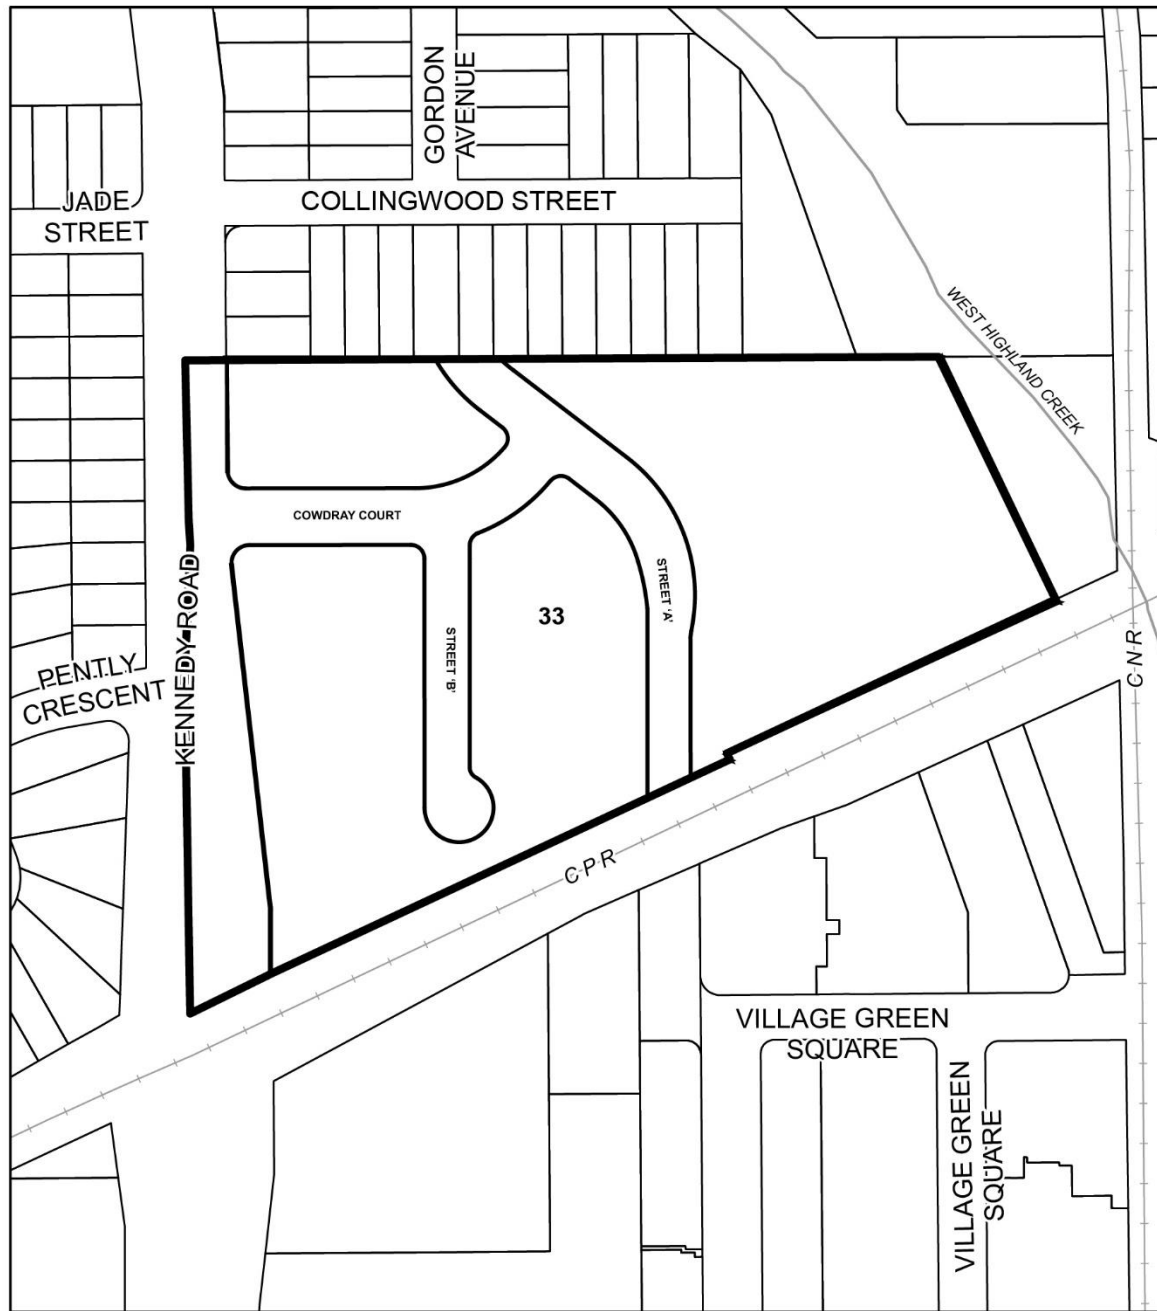 GORDON
AVENUE
COLLINGWOOD STREET
JADE
STREET
WEST HIGHLAND CREEK
COWDRAY COURT
KENNEDY ROAD
STREET 'A'
33
STREET 'B'
PENTLY
CRESCENT
C N R
C P R
VILLAGE GREEN
SQUARE
VILLAGE GREEN
SQUARE